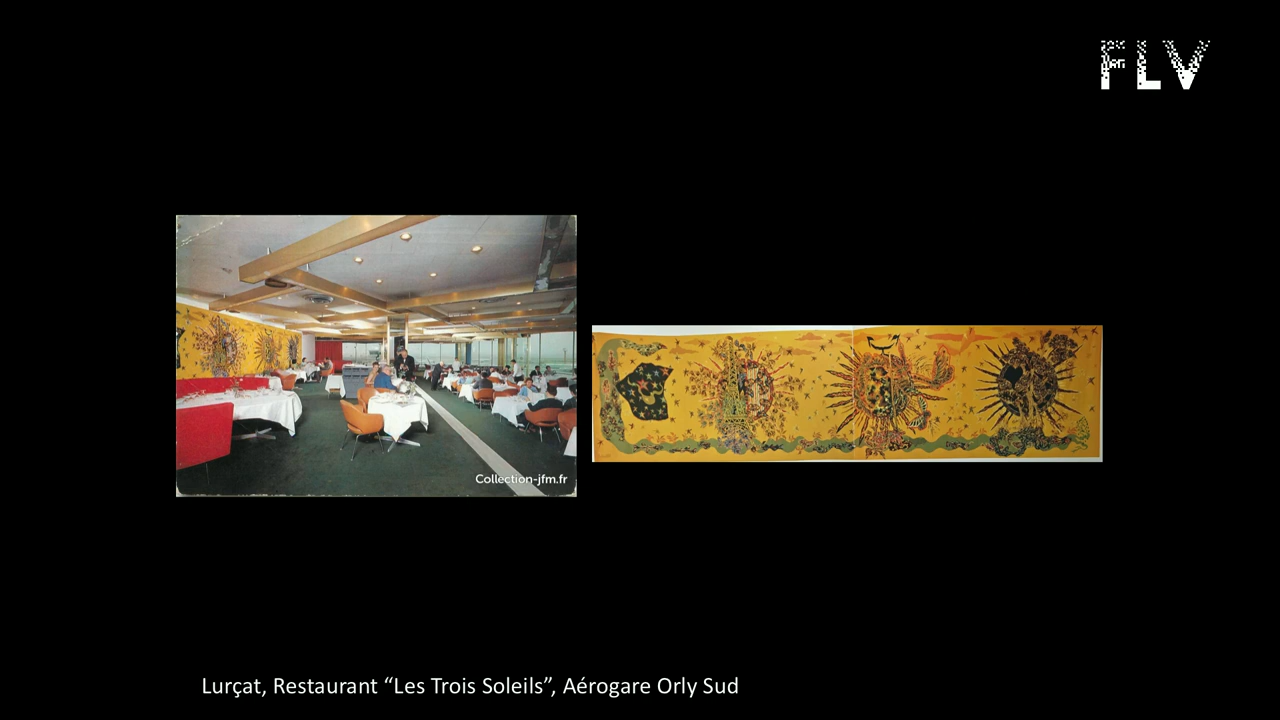 FLV
Collection-jfm.fr
Lurçat, Restaurant “Les Trois Soleils”, Aérogare Orly Sud